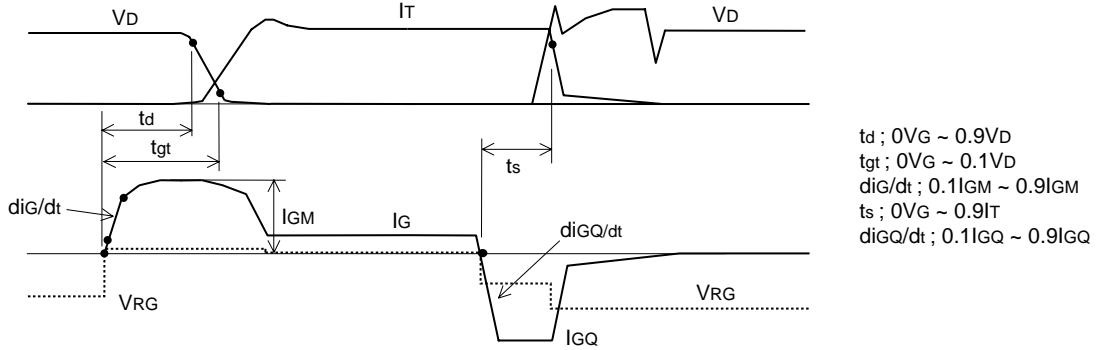 VD
IT
VD
td
tgt
ts
diG/dt
IGM
IG
diGQ/dt
VRG
VRG
IGQ
td ; 0VG ~ 0.9VD
tgt ; 0VG ~ 0.1VD
diG/dt ; 0.1IGM ~ 0.9IGM
ts ; 0VG ~ 0.9IT
diGQ/dt ; 0.1IGQ ~ 0.9IGQ